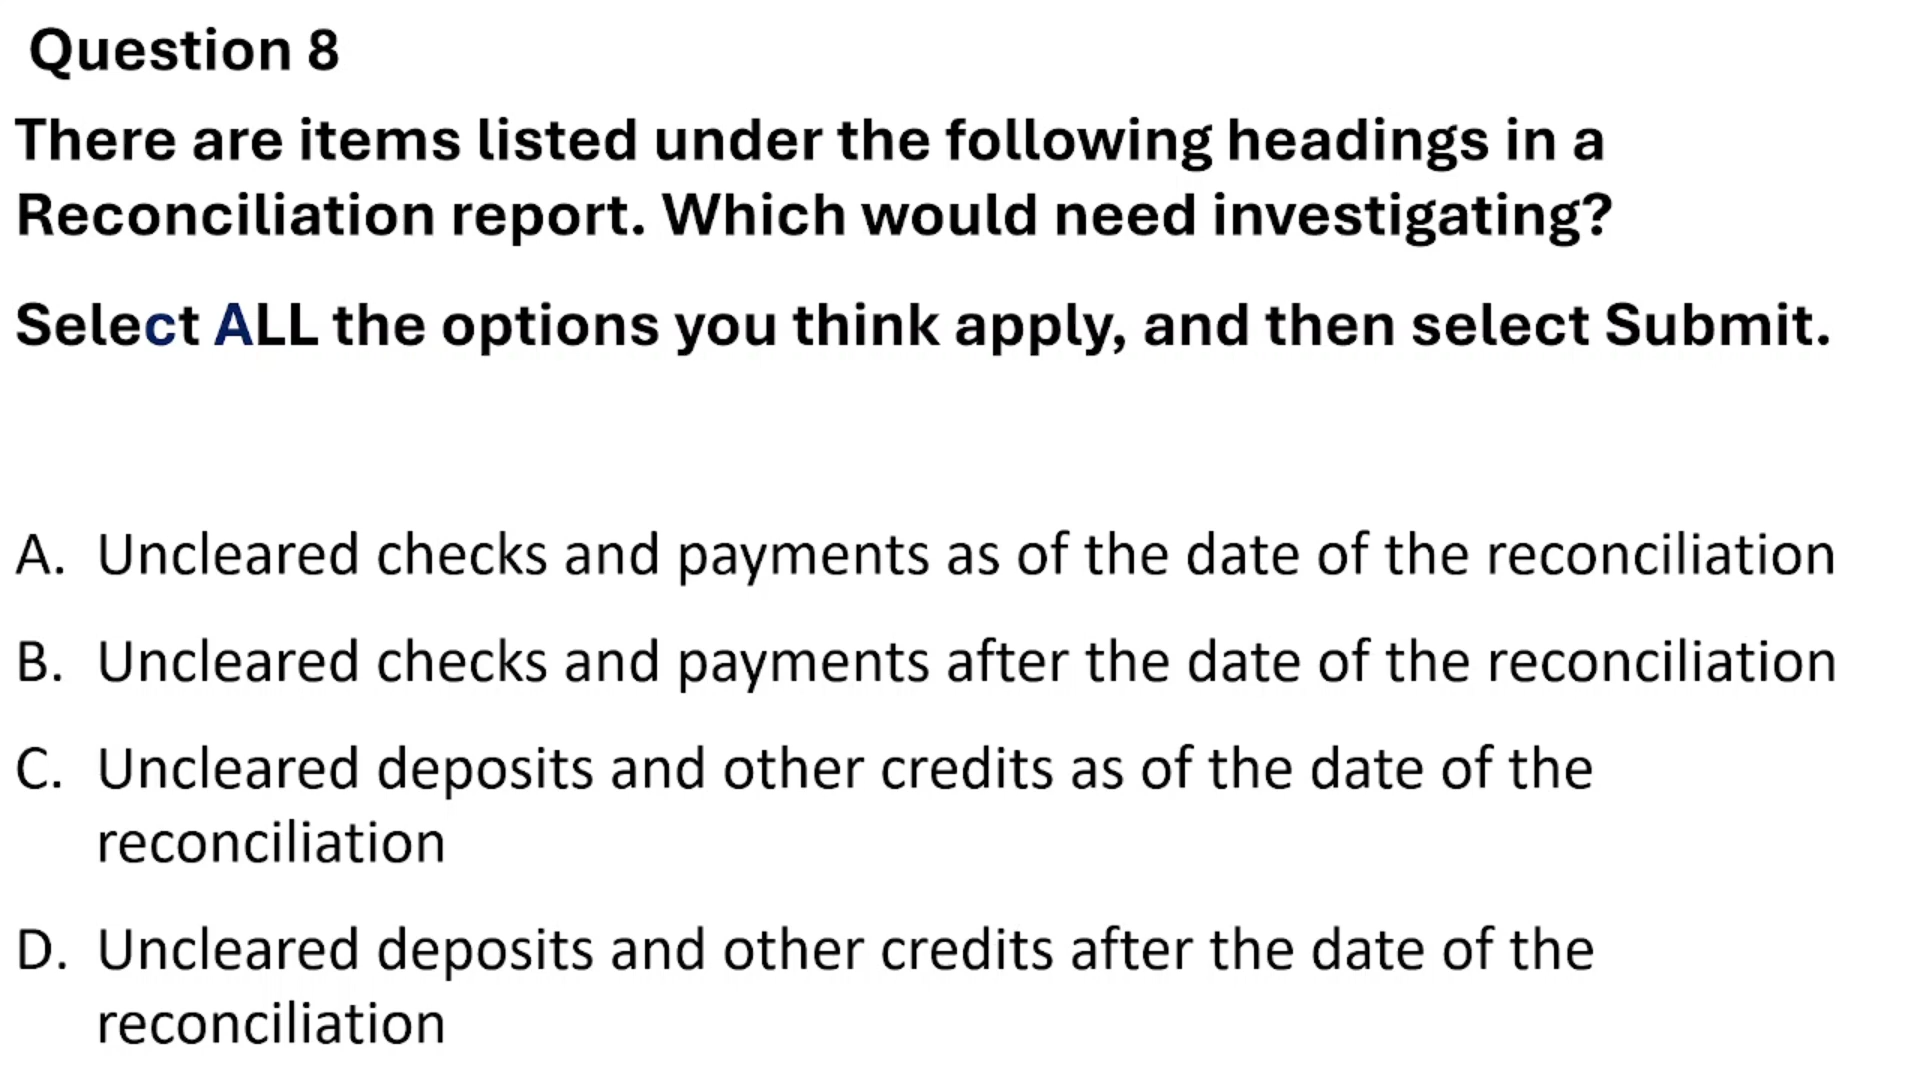 Question 8
There are items listed under the following headings in a
Reconciliation report. Which would need investigating?
Select ALL the options you think apply, and then select Submit.
A. Uncleared checks and payments as of the date of the reconciliation
B. Uncleared checks and payments after the date of the reconciliation
C. Uncleared deposits and other credits as of the date of the
reconciliation
D. Uncleared deposits and other credits after the date of the
reconciliation